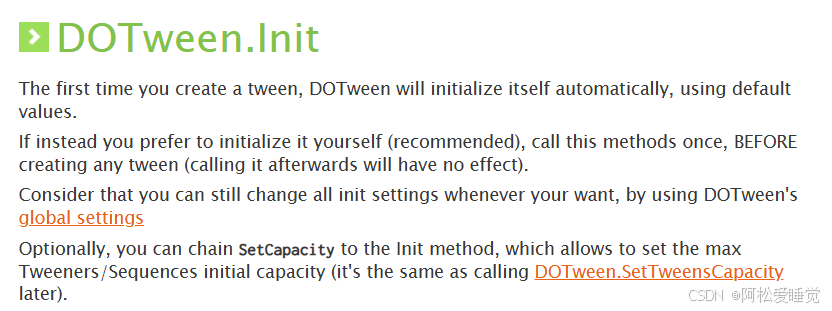 DOTween.Init
The first time you create a tween, DOTween will initialize itself automatically, using default
values.
If instead you prefer to initialize it yourself (recommended), call this methods once, BEFORE
creating any tween (calling it afterwards will have no effect).
Consider that you can still change all init settings whenever your want, by using DOTween's
global settings
Optionally, you can chain SetCapacity to the Init method, which allows to set the max
Tweeners/Sequences initial capacity (it's the same as calling DOTween.SetTweensCapacity
later).
CSDN @阿松爱睡觉